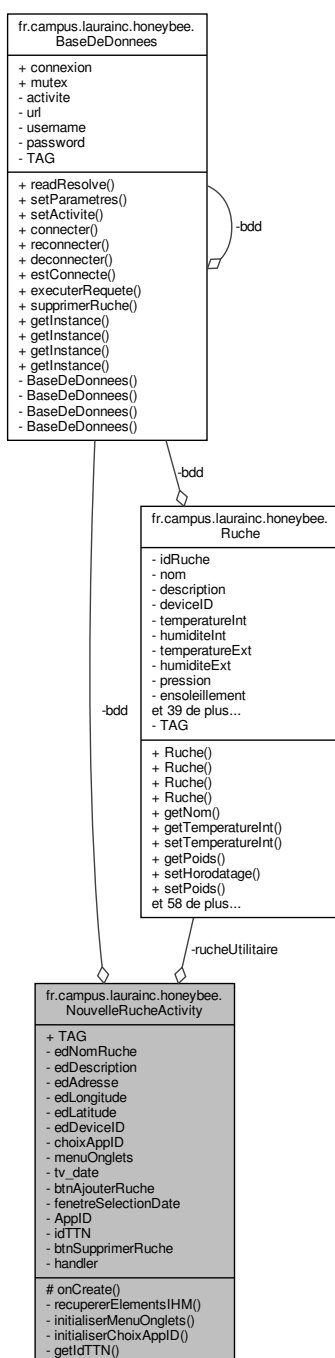 fr.campus.laurainc.honeybee.
BaseDeDonnees
+ connexion
+ mutex
- activite
- url
- username
- password
- TAG
+ readResolve()
+ setParametres()
+ setActivite()
+ connecter()
+ reconnecter()
+ deconnecter()
+ estConnecte()
+ executerRequete()
+ supprimerRuche()
+ getInstance()
+ getInstance()
+ getInstance()
+ getInstance()
- BaseDeDonnees()
- BaseDeDonnees()
- BaseDeDonnees()
- BaseDeDonnees()
-bdd
-bdd
fr.campus.laurainc.honeybee.
Ruche
- idRuche
- nom
- description
- deviceID
- temperatureInt
- humiditeInt
- temperatureExt
- humiditeExt
- pression
- ensoleillement
et 39 de plus...
- TAG
+ Ruche()
+ Ruche()
+ Ruche()
+ Ruche()
+ getNom()
+ getTemperatureInt()
+ setTemperatureInt()
+ getPoids()
+ setHorodatage()
+ setPoids()
et 58 de plus...
-bdd
-rucheUtilitaire
fr.campus.laurainc.honeybee.
NouvelleRucheActivity
+ TAG
- edNomRuche
- edDescription
- edAdresse
- edLongitude
- edLatitude
- edDeviceID
- choixAppID
- menuOnglets
- tv_date
- btnAjouterRuche
- fenetreSelectionDate
- AppID
- idTTN
- btnSupprimerRuche
- handler
# onCreate()
- recupererElementsIHM()
- initialiserMenuOnglets()
- initialiserChoixAppID()
- getIdTTN()